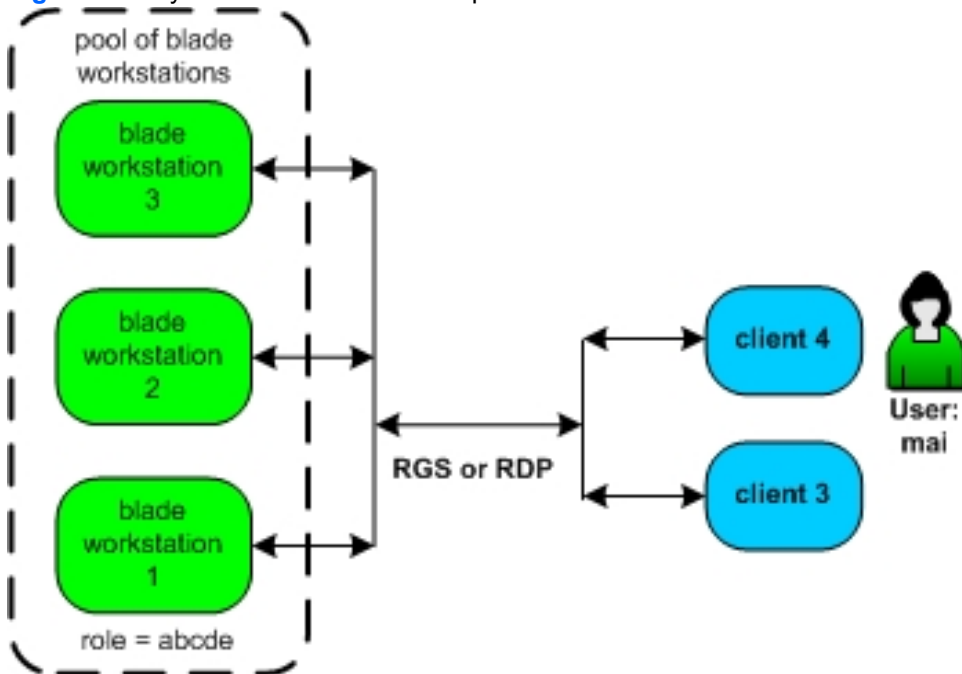 pool of blade
workstations
blade
workstation
3
blade
workstation
2
blade
workstation
1
role = abcde
RGS or RDP
client 4
client 3
User:
mai